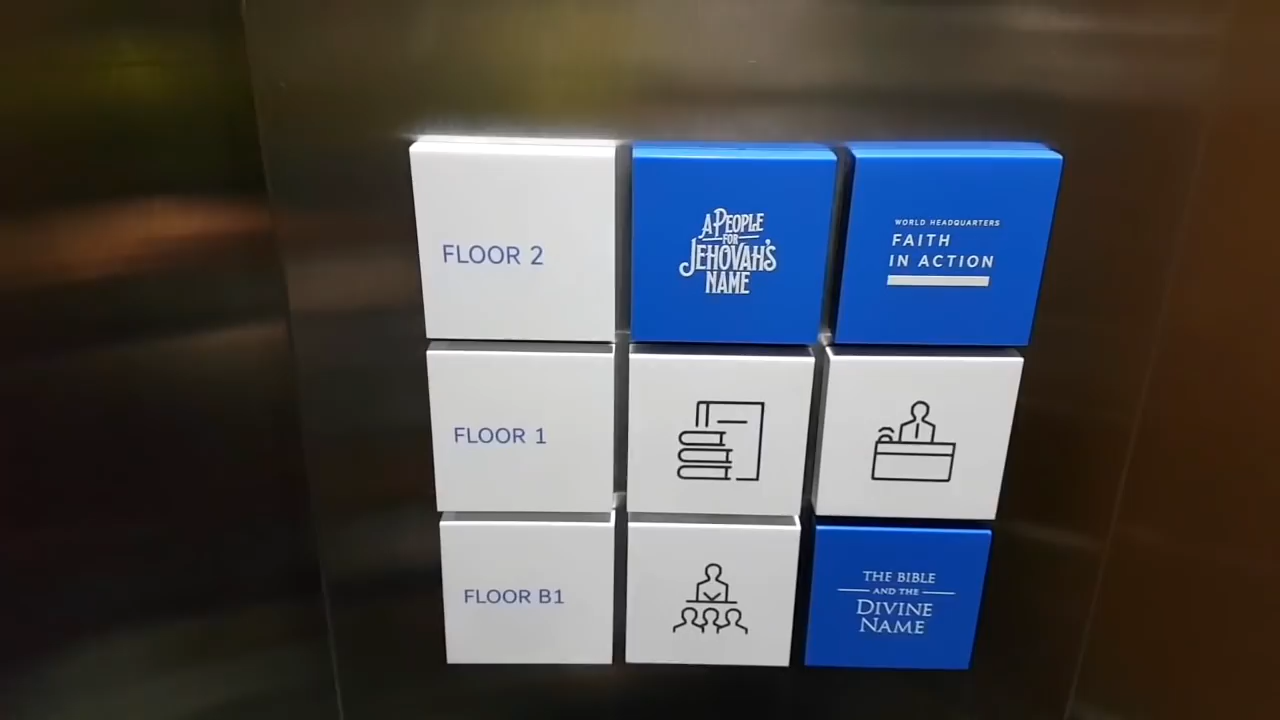 FLOOR 2
A PEOPLE
FOR
JEHOVAH'S
NAME
WORLD HEADQUARTERS
FAITH
IN ACTION
FLOOR 1
FLOOR B1
THE BIBLE
AND THE
DIVINE
NAME